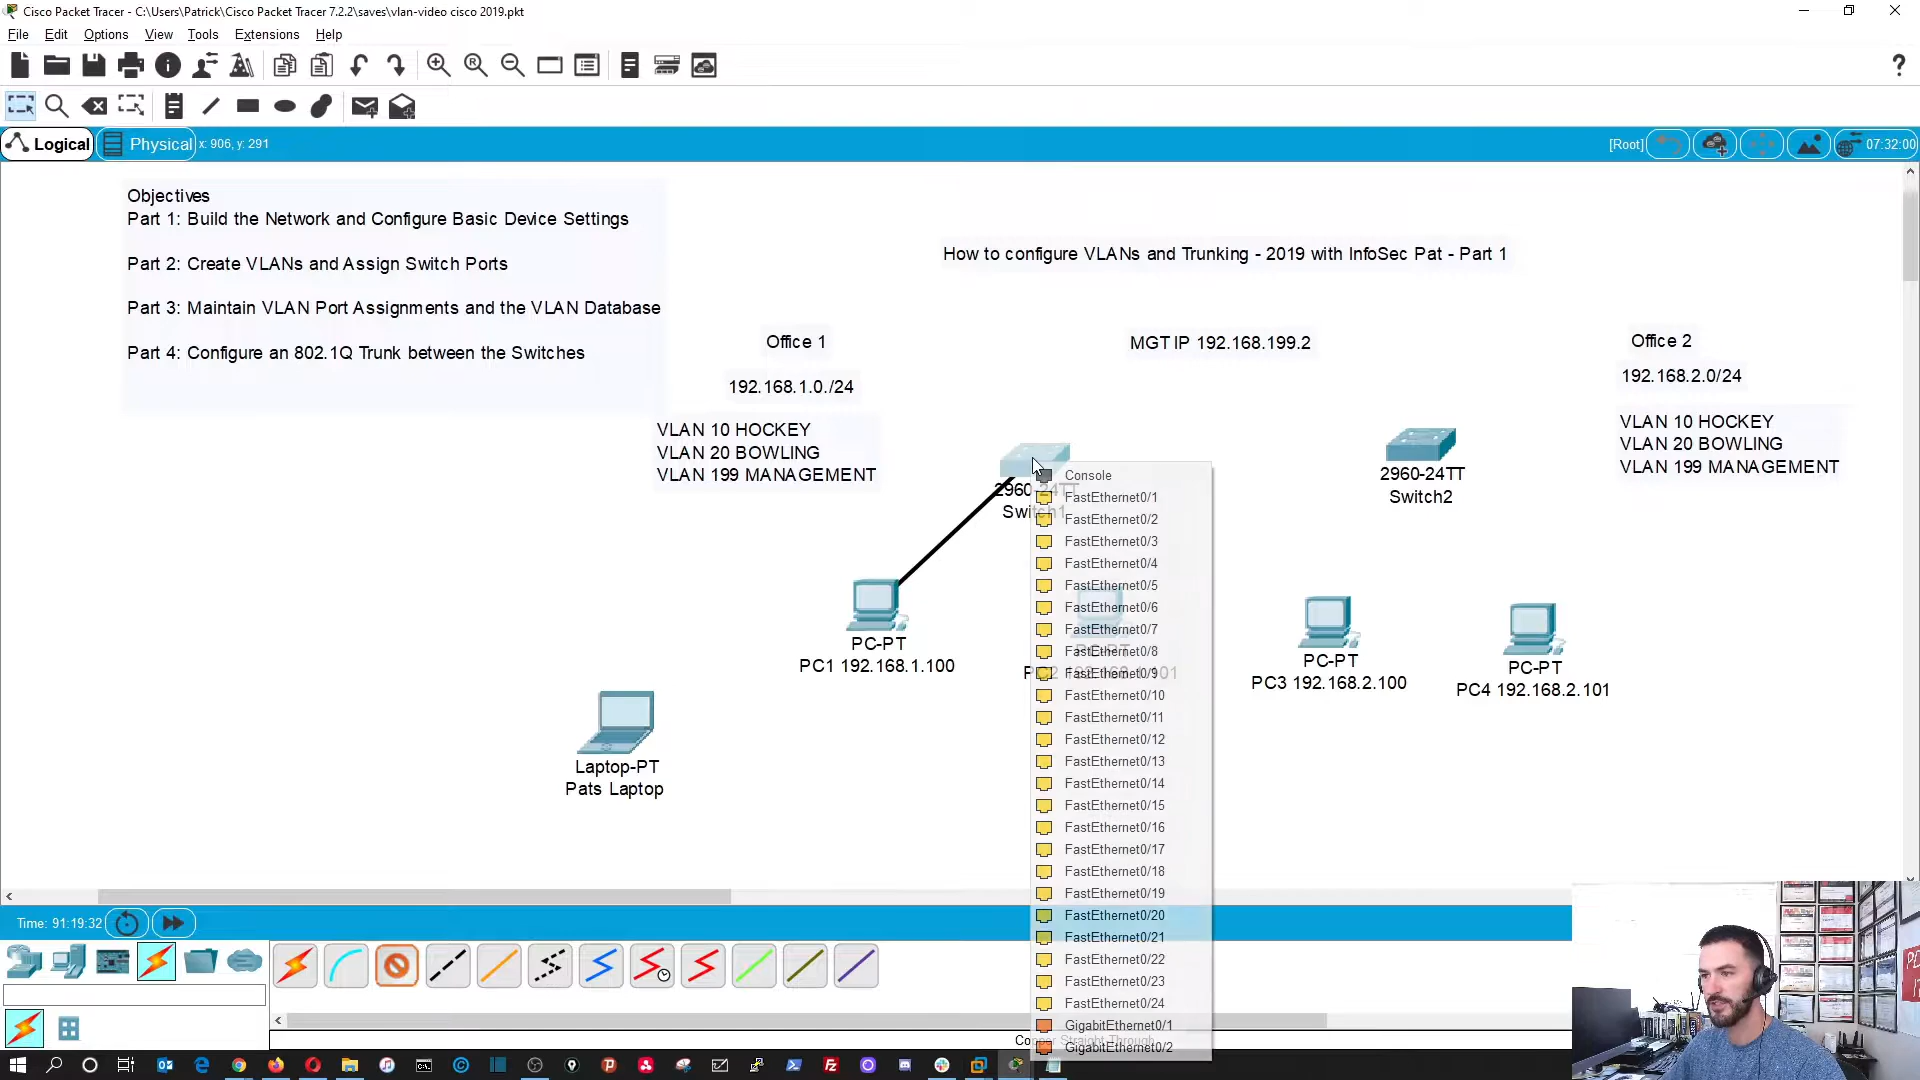 Cisco Packet Tracer - C:\Users\Patrick\Cisco Packet Tracer 7.2.2\saves\vlan-video cisco 2019.pkt
File Edit Options View Tools Extensions Help
Logical
Physical
x: 906, y: 291
[Root]
07:32:00
Objectives
Part 1: Build the Network and Configure Basic Device Settings
Part 2: Create VLANs and Assign Switch Ports
Part 3: Maintain VLAN Port Assignments and the VLAN Database
Part 4: Configure an 802.1Q Trunk between the Switches
How to configure VLANs and Trunking - 2019 with InfoSec Pat - Part 1
Office 1
192.168.1.0./24
VLAN 10 HOCKEY
VLAN 20 BOWLING
VLAN 199 MANAGEMENT
MGT IP 192.168.199.2
Office 2
192.168.2.0/24
VLAN 10 HOCKEY
VLAN 20 BOWLING
VLAN 199 MANAGEMENT
2960-24TT
Switch1
2960-24TT
Switch2
Console
FastEthernet0/1
FastEthernet0/2
FastEthernet0/3
FastEthernet0/4
FastEthernet0/5
FastEthernet0/6
FastEthernet0/7
FastEthernet0/8
FastEthernet0/9
FastEthernet0/10
FastEthernet0/11
FastEthernet0/12
FastEthernet0/13
FastEthernet0/14
FastEthernet0/15
FastEthernet0/16
FastEthernet0/17
FastEthernet0/18
FastEthernet0/19
FastEthernet0/20
FastEthernet0/21
FastEthernet0/22
FastEthernet0/23
FastEthernet0/24
GigabitEthernet0/1
GigabitEthernet0/2
PC-PT
PC1 192.168.1.100
PC-PT
PC3 192.168.2.100
PC-PT
PC4 192.168.2.101
Laptop-PT
Pats Laptop
Time: 91:19:32
Copper Straight-Through